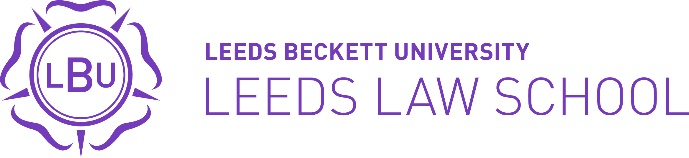 LBU
LEEDS BECKETT UNIVERSITY
LEEDS LAW SCHOOL